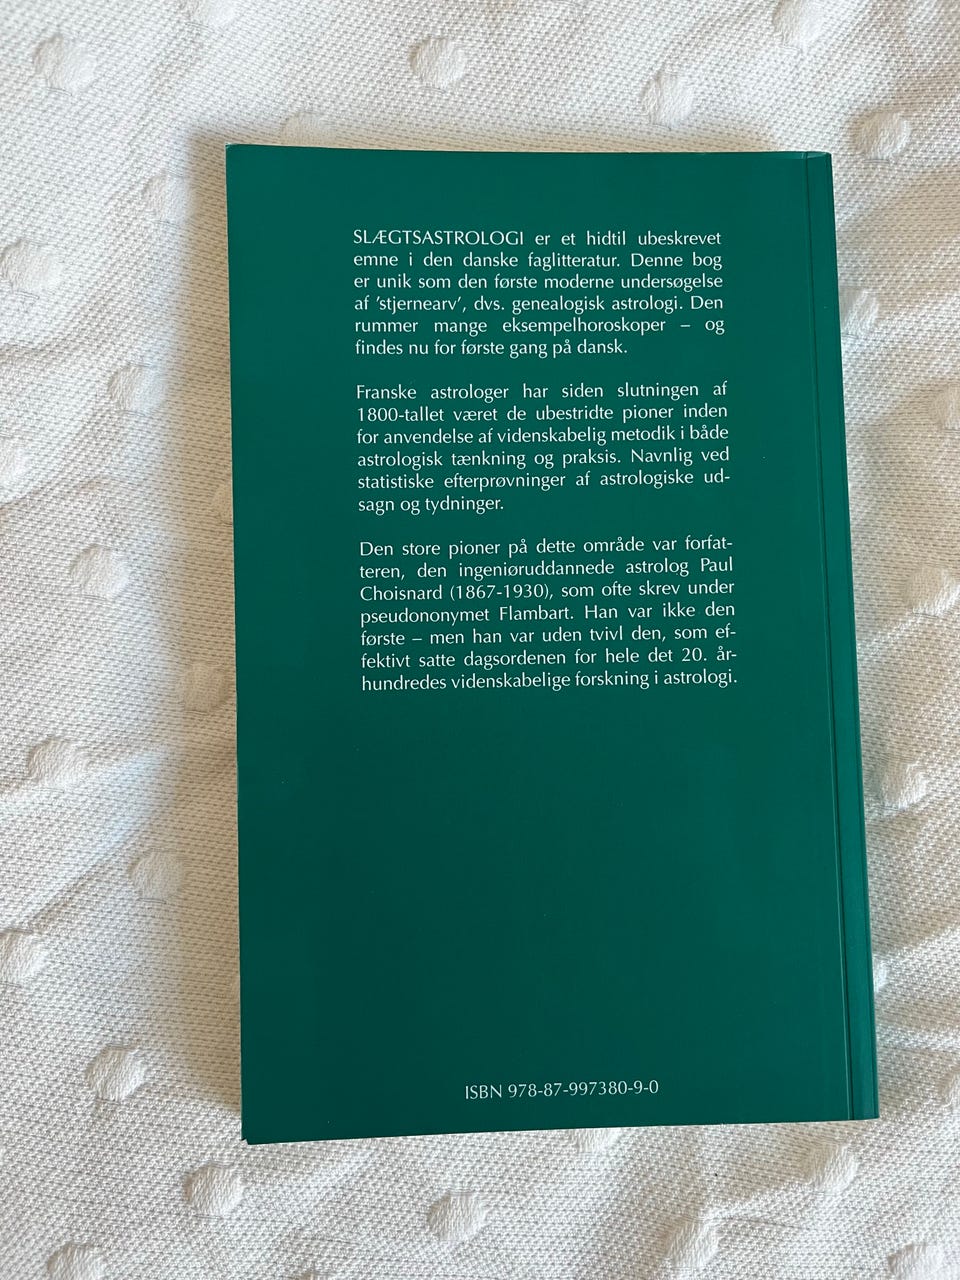 SLÆGTSASTROLOGI er et hidtil ubeskrevet
emne i den danske faglitteratur. Denne bog
er unik som den første moderne undersøgelse
af ’stjernearv’, dvs. genealogisk astrologi. Den
rummer mange eksempelhoroskoper – og
findes nu for første gang på dansk.
Franske astrologer har siden slutningen af
1800-tallet været de ubestridte pioner inden
for anvendelse af videnskabelig metodik i både
astrologisk tænkning og praksis. Navnlig ved
statistiske efterprøvninger af astrologiske ud-
sagn og tydninger.
Den store pioner på dette område var forfat-
teren, den ingeniøruddannede astrolog Paul
Choisnard (1867-1930), som ofte skrev under
pseudononymet Flambart. Han var ikke den
første – men han var uden tvivl den, som ef-
fektivt satte dagsordenen for hele det 20. år-
hundredes videnskabelige forskning i astrologi.
ISBN 978-87-997380-9-0